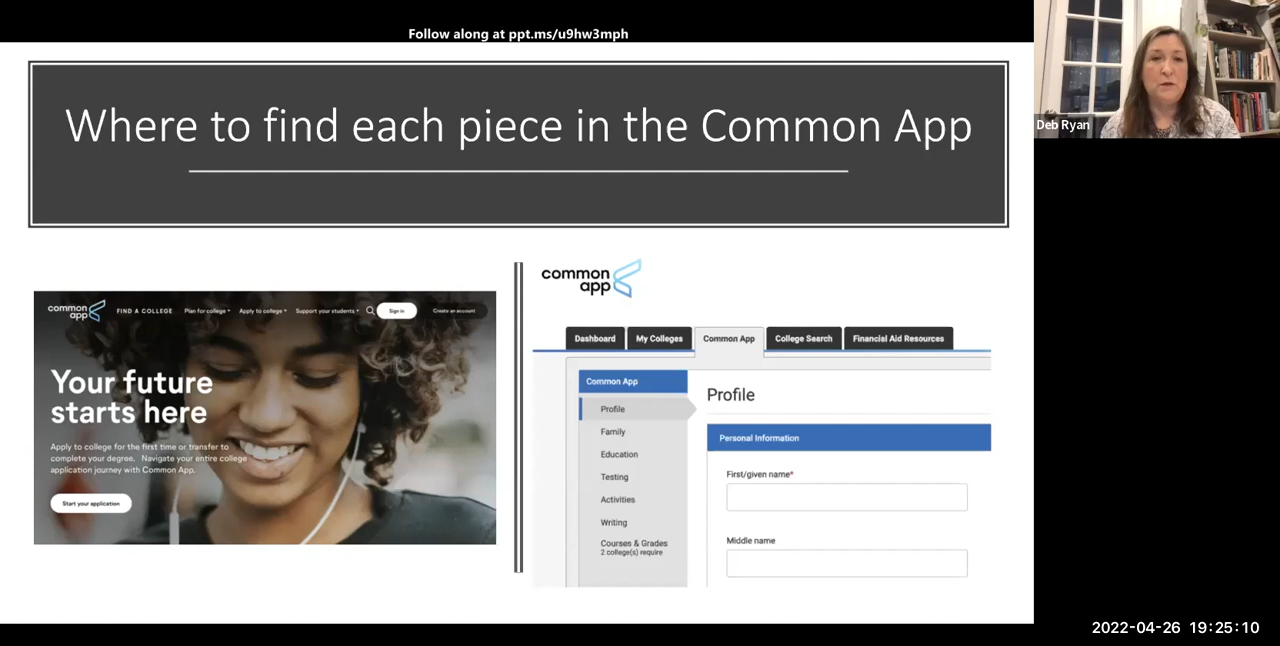 Follow along at ppt.ms/u9hw3mph
Deb Ryan
Where to find each piece in the Common App
common app
FIND A COLLEGE
Plan for college
Apply to college
Support your students
Sign in
Create an account
Your future
starts here
Apply to college for the first time or transfer to
complete your degree. Navigate your entire college
application journey with Common App.
Start your application
common
app
Dashboard
My Colleges
Common App
College Search
Financial Aid Resources
Common App
Profile
Family
Education
Testing
Activities
Writing
Courses & Grades
2 college(s) require
Profile
Personal Information
First/given name*
Middle name
2022-04-26 19:25:10